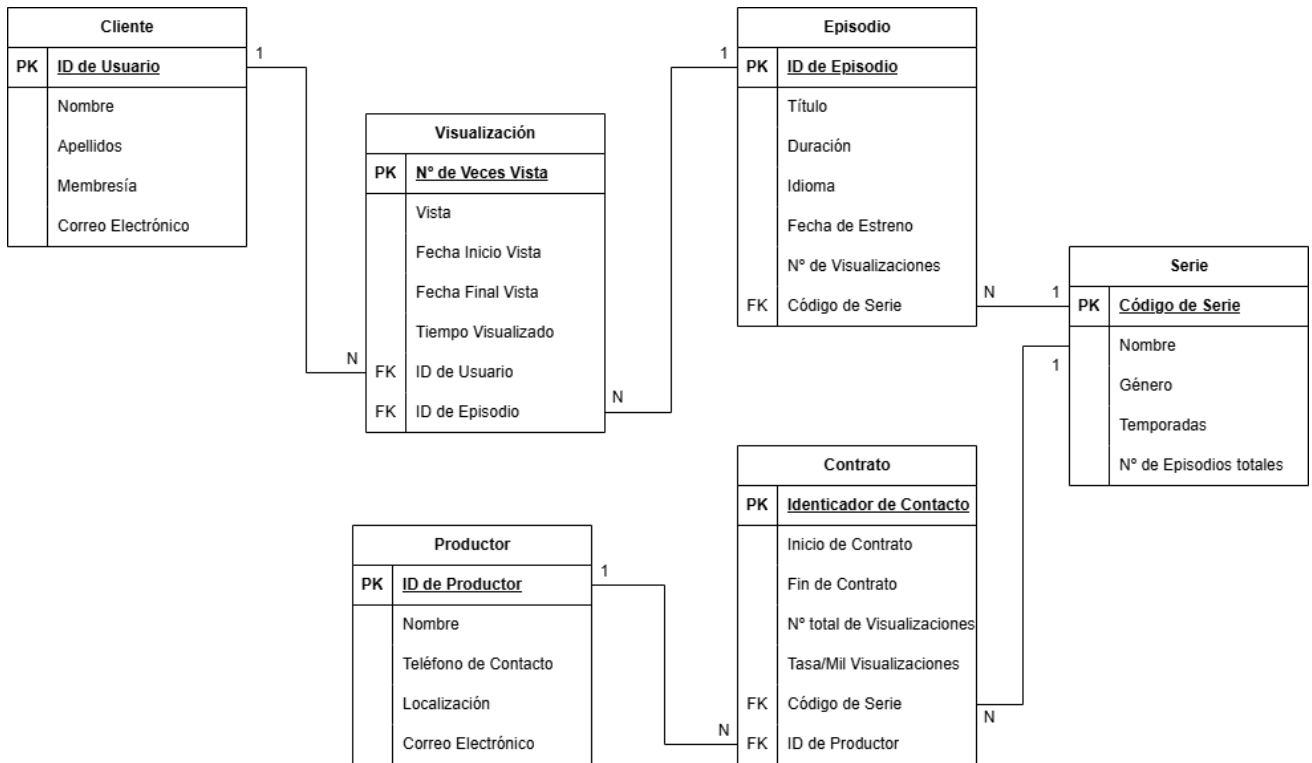 Cliente
PK ID de Usuario
Nombre
Apellidos
Membresía
Correo Electrónico
1
N
Visualización
PK Nº de Veces Vista
Vista
Fecha Inicio Vista
Fecha Final Vista
Tiempo Visualizado
FK ID de Usuario
FK ID de Episodio
N
1
Episodio
PK ID de Episodio
Título
Duración
Idioma
Fecha de Estreno
Nº de Visualizaciones
FK Código de Serie
N
1
Serie
PK Código de Serie
Nombre
Género
Temporadas
Nº de Episodios totales
1
N
Contrato
PK Identicador de Contacto
Inicio de Contrato
Fin de Contrato
Nº total de Visualizaciones
Tasa/Mil Visualizaciones
FK Código de Serie
FK ID de Productor
N
1
Productor
PK ID de Productor
Nombre
Teléfono de Contacto
Localización
Correo Electrónico